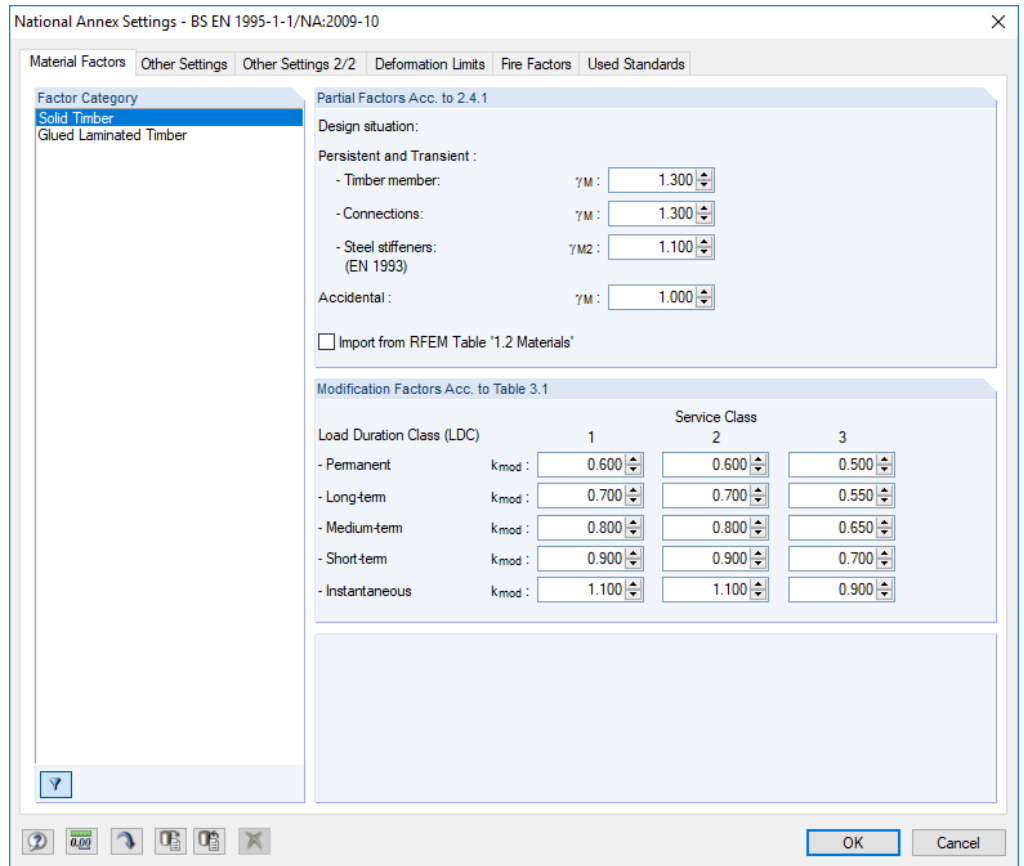 National Annex Settings - BS EN 1995-1-1/NA:2009-10
Material Factors Other Settings Other Settings 2/2 Deformation Limits Fire Factors Used Standards
Factor Category
Solid Timber
Glued Laminated Timber
Partial Factors Acc. to 2.4.1
Design situation:
Persistent and Transient :
- Timber member: γM : 1.300
- Connections: γM : 1.300
- Steel stiffeners: γM2 : 1.100
(EN 1993)
Accidental : γM : 1.000
Import from RFEM Table '1.2 Materials'
Modification Factors Acc. to Table 3.1
Service Class
Load Duration Class (LDC) 1 2 3
- Permanent kmod : 0.600 0.600 0.500
- Long-term kmod : 0.700 0.700 0.550
- Medium-term kmod : 0.800 0.800 0.650
- Short-term kmod : 0.900 0.900 0.700
- Instantaneous kmod : 1.100 1.100 0.900
0.00
OK Cancel